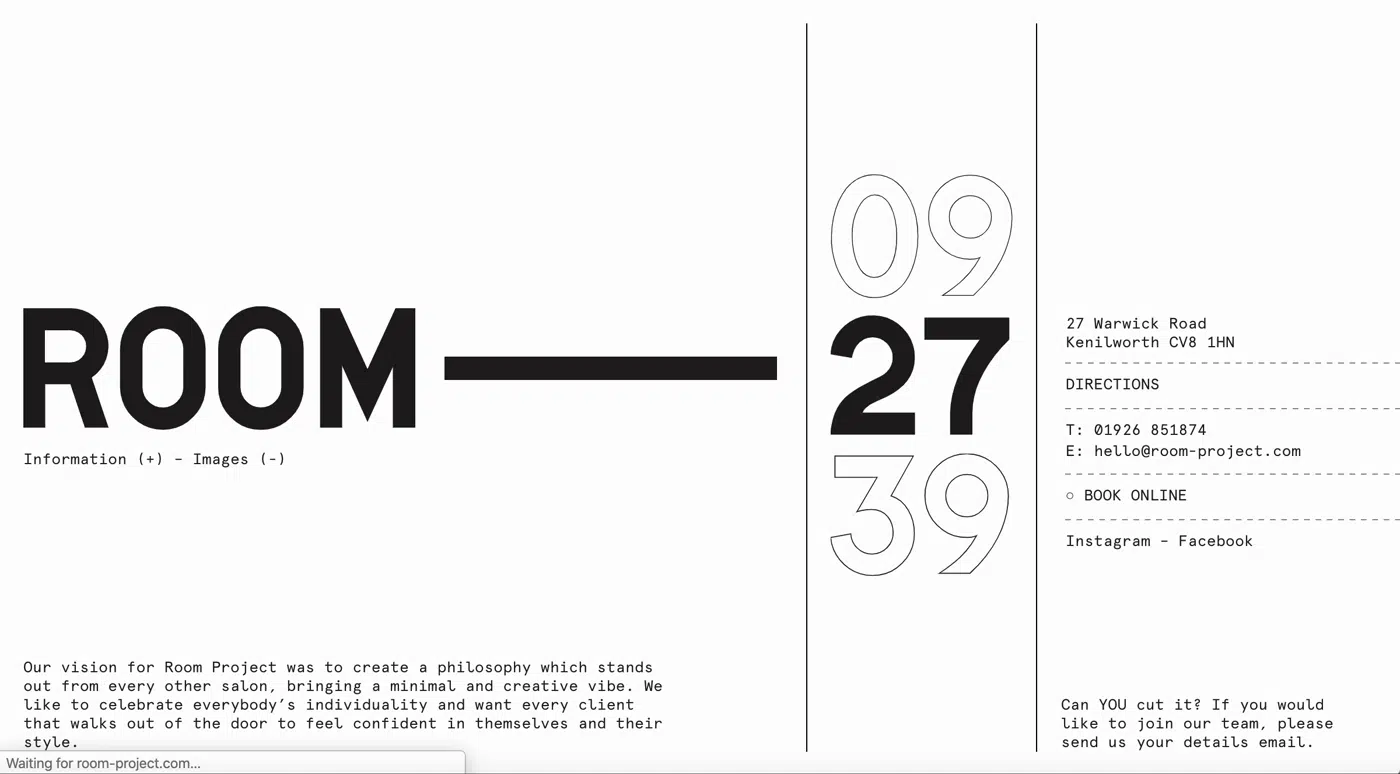 ROOM
Information (+) – Images (-)
Our vision for Room Project was to create a philosophy which stands
out from every other salon, bringing a minimal and creative vibe. We
like to celebrate everybody’s individuality and want every client
that walks out of the door to feel confident in themselves and their
style.
09
27
39
27 Warwick Road
Kenilworth CV8 1HN
DIRECTIONS
T: 01926 851874
E: hello@room-project.com
○ BOOK ONLINE
Instagram – Facebook
Can YOU cut it? If you would
like to join our team, please
send us your details email.
Waiting for room-project.com...